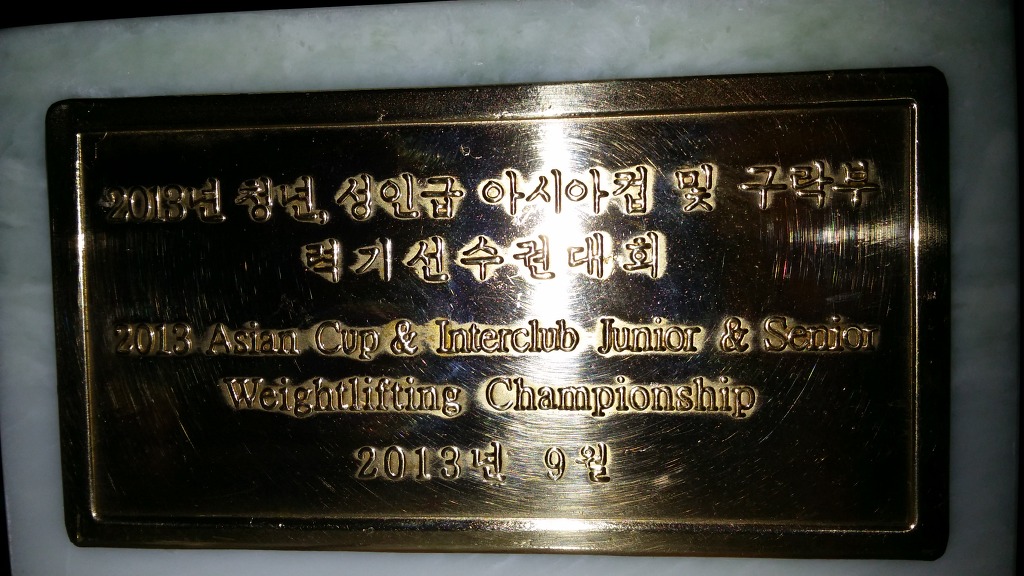 2013년 청년, 성인급 아시아컵 및 구락부
력기선수권대회
2013 Asian Cup & Interclub Junior & Senior
Weightlifting Championship
2013년 9월